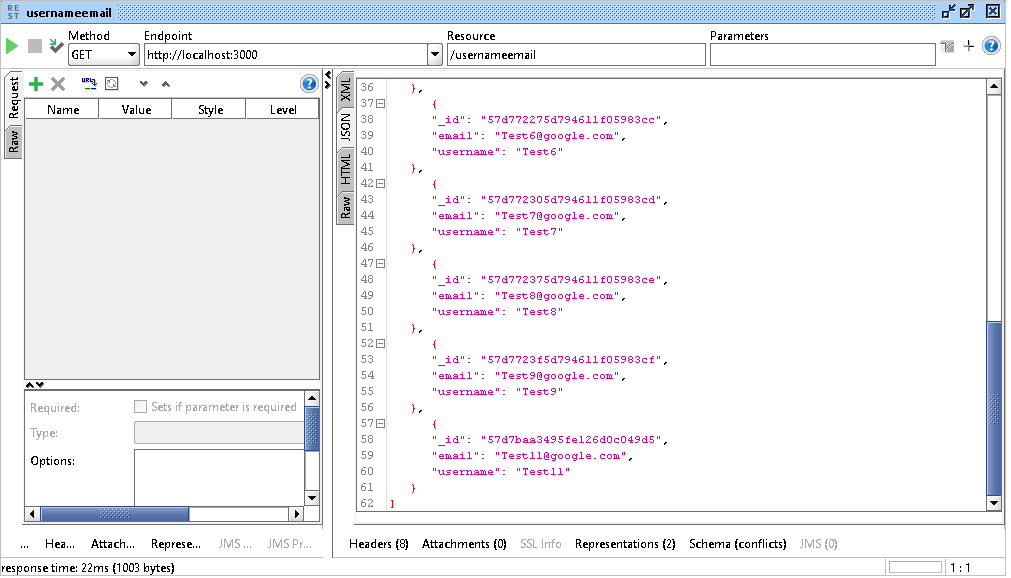 REST usernameemail
Method Endpoint Resource Parameters
GET http://localhost:3000 /usernameemail
Request
Raw
URL
Name Value Style Level
Required: Sets if parameter is required
Type:
Options:
... Hea... Attach... Represe... JMS ... JMS Pr...
XML
JSON
HTML
Raw
36 },
37 {
38 "_id": "57d772275d794611f05983cc",
39 "email": "Test6@google.com",
40 "username": "Test6"
41 },
42 {
43 "_id": "57d772305d794611f05983cd",
44 "email": "Test7@google.com",
45 "username": "Test7"
46 },
47 {
48 "_id": "57d772375d794611f05983ce",
49 "email": "Test8@google.com",
50 "username": "Test8"
51 },
52 {
53 "_id": "57d7723f5d794611f05983cf",
54 "email": "Test9@google.com",
55 "username": "Test9"
56 },
57 {
58 "_id": "57d7baa3495fe126d0c049d5",
59 "email": "Test11@google.com",
60 "username": "Test11"
61 }
62 ]
Headers (8) Attachments (0) SSL Info Representations (2) Schema (conflicts) JMS (0)
response time: 22ms (1003 bytes) 1 : 1